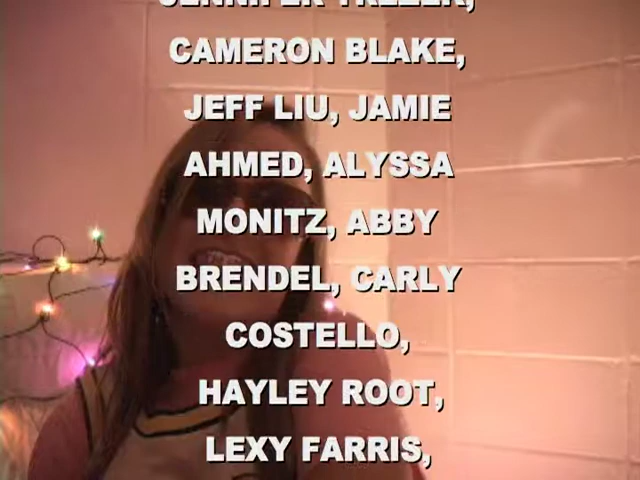 CAMERON BLAKE,
JEFF LIU, JAMIE
AHMED, ALYSSA
MONITZ, ABBY
BRENDEL, CARLY
COSTELLO,
HAYLEY ROOT,
LEXY FARRIS,